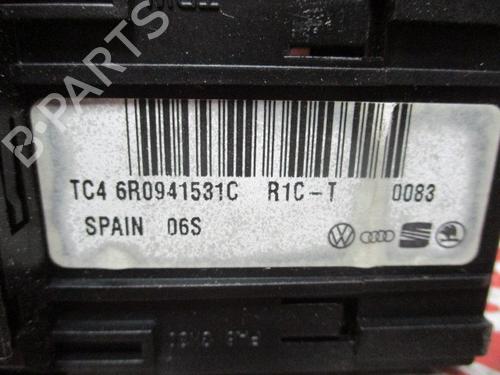 B-PARTS
TC4 6R0941531C R1C-T 0083
SPAIN 06S